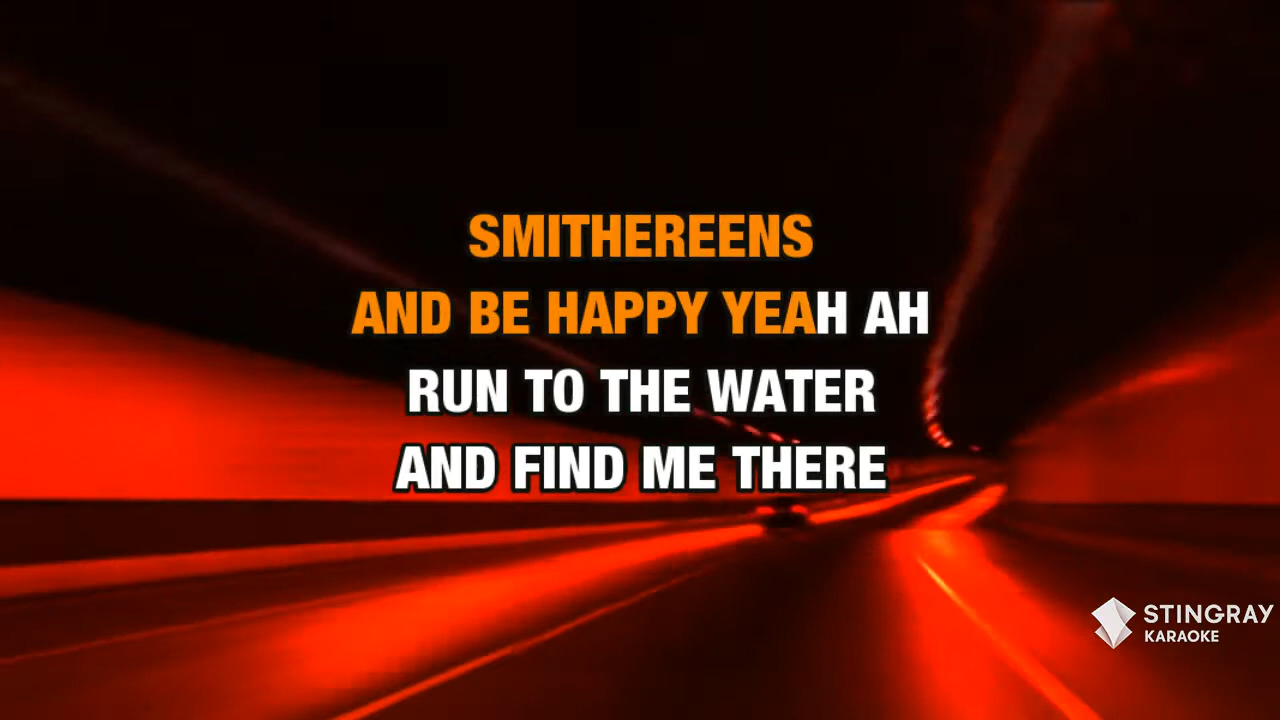 SMITHEREENS
AND BE HAPPY YEAH AH
RUN TO THE WATER
AND FIND ME THERE
STINGRAY
KARAOKE